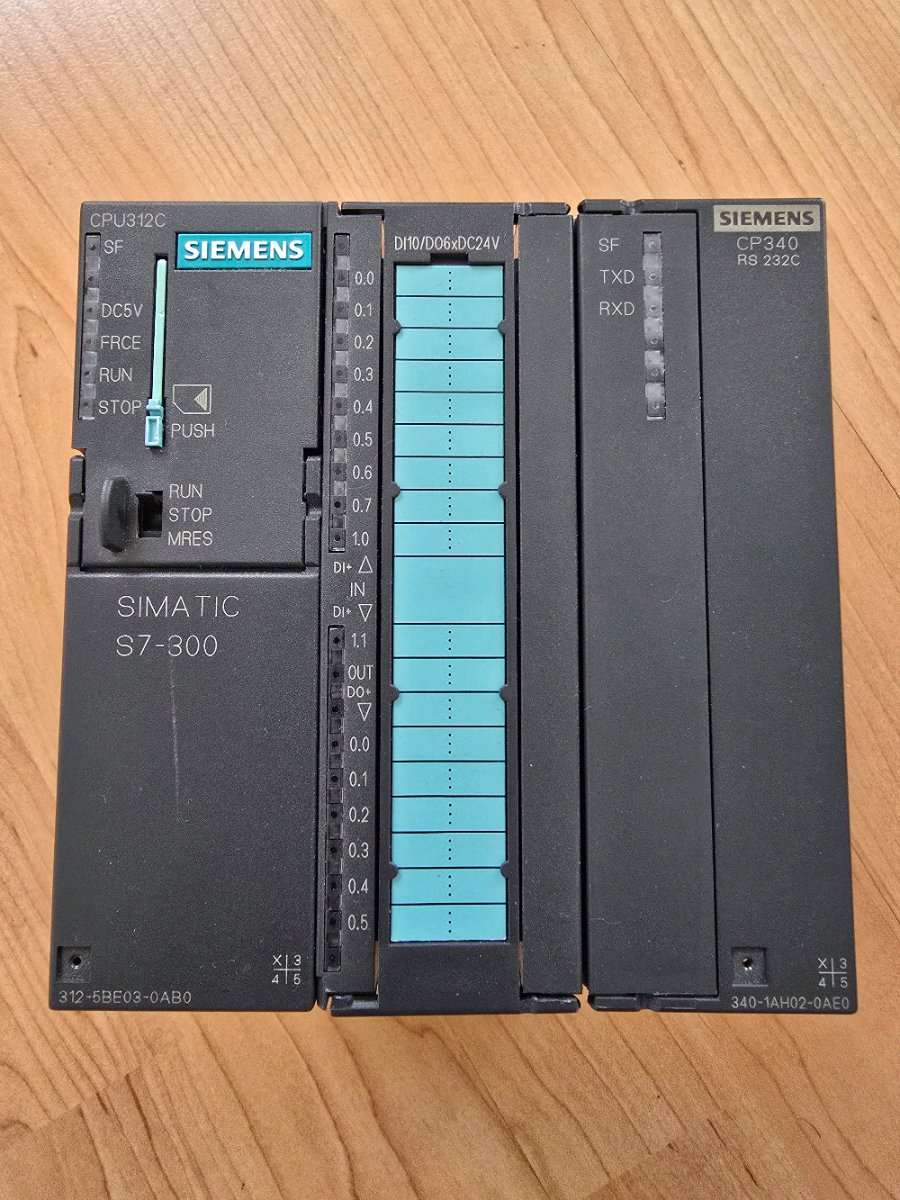 CPU312C
SIEMENS
SF
DC5V
FRCE
RUN
STOP
PUSH
RUN
STOP
MRES
SIMATIC
S7-300
X 3
4 5
312-5BE03-0AB0
DI10/DO6xDC24V
0.0
0.1
0.2
0.3
0.4
0.5
0.6
0.7
1.0
DI+
IN
DI+
1.1
OUT
DO+
0.0
0.1
0.2
0.3
0.4
0.5
SIEMENS
CP340
RS 232C
SF
TXD
RXD
X 3
4 5
340-1AH02-0AE0